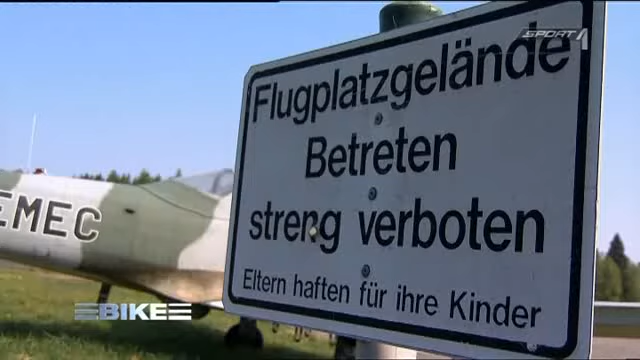 SPORT1
Flugplatzgelände
Betreten
streng verboten
Eltern haften für ihre Kinder
EMEC
BIKE